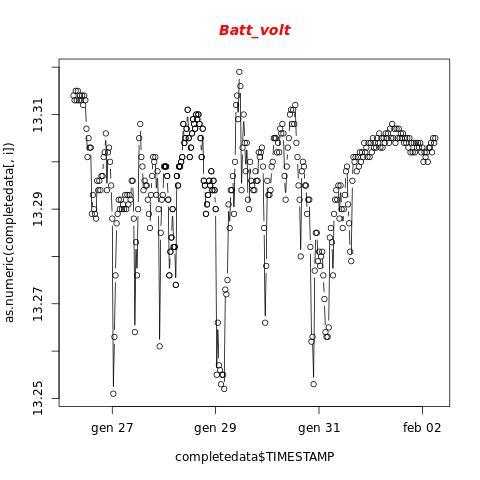 Batt_volt
as.numeric(completedata[, i])
13.31
13.29
13.27
13.25
gen 27
gen 29
gen 31
feb 02
completedata$TIMESTAMP